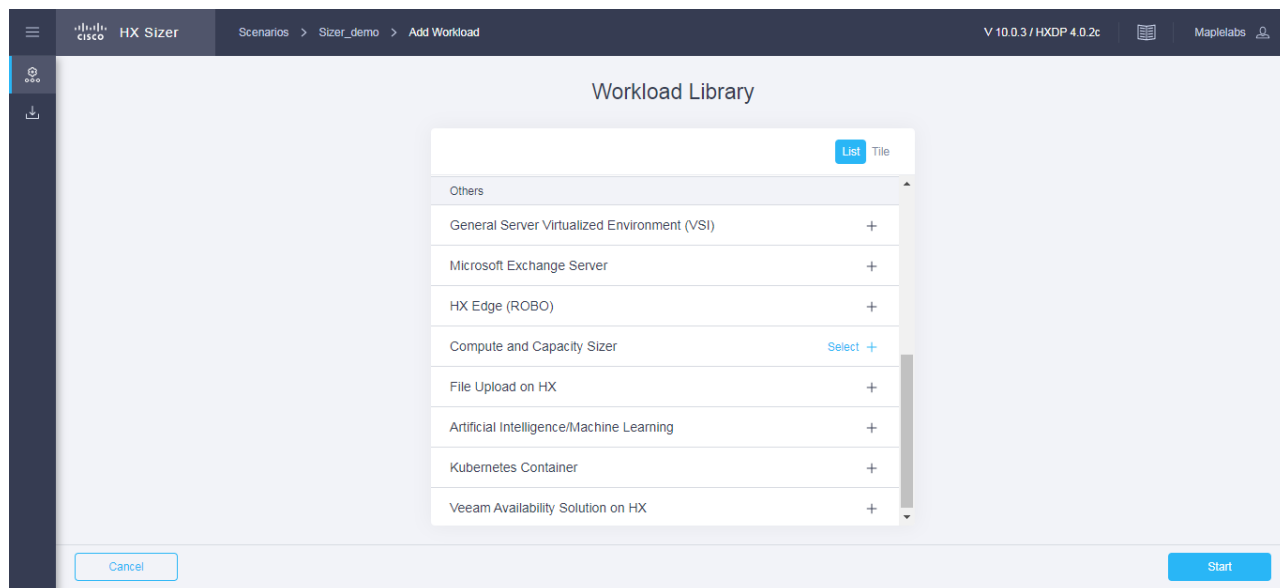 CISCO HX Sizer Scenarios > Sizer_demo > Add Workload V 10.0.3 / HXDP 4.0.2c Maplelabs
Workload Library
List Tile
Others
General Server Virtualized Environment (VSI) +
Microsoft Exchange Server +
HX Edge (ROBO) +
Compute and Capacity Sizer Select +
File Upload on HX +
Artificial Intelligence/Machine Learning +
Kubernetes Container +
Veeam Availability Solution on HX +
Cancel Start